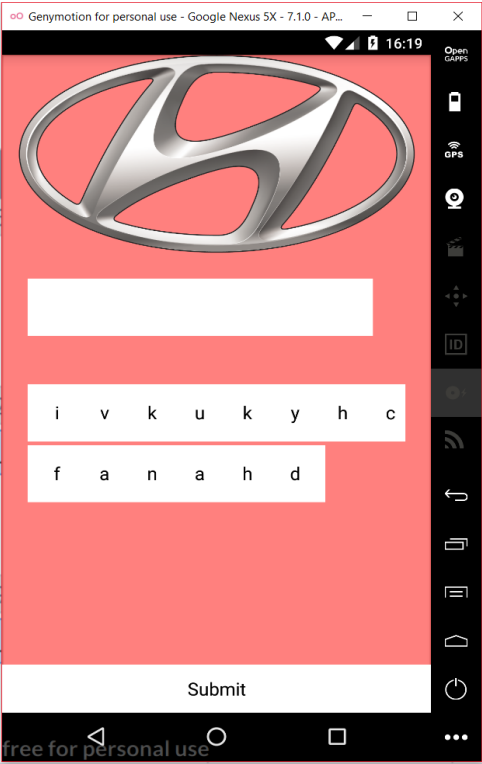 Genymotion for personal use - Google Nexus 5X - 7.1.0 - AP...
16:19
Open
GAPPS
GPS
ID
i v k u k y h c
f a n a h d
Submit
free for personal use